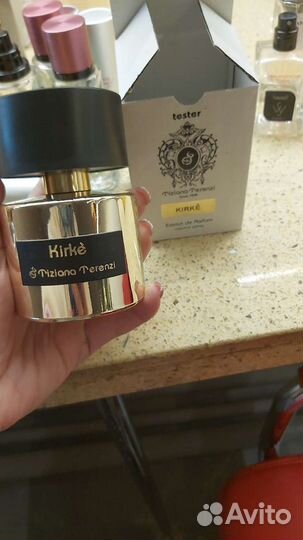 tester
Tiziana Terenzi
KIRKÈ
Extrait de Parfum
Kirkè
Tiziana Terenzi
Avito